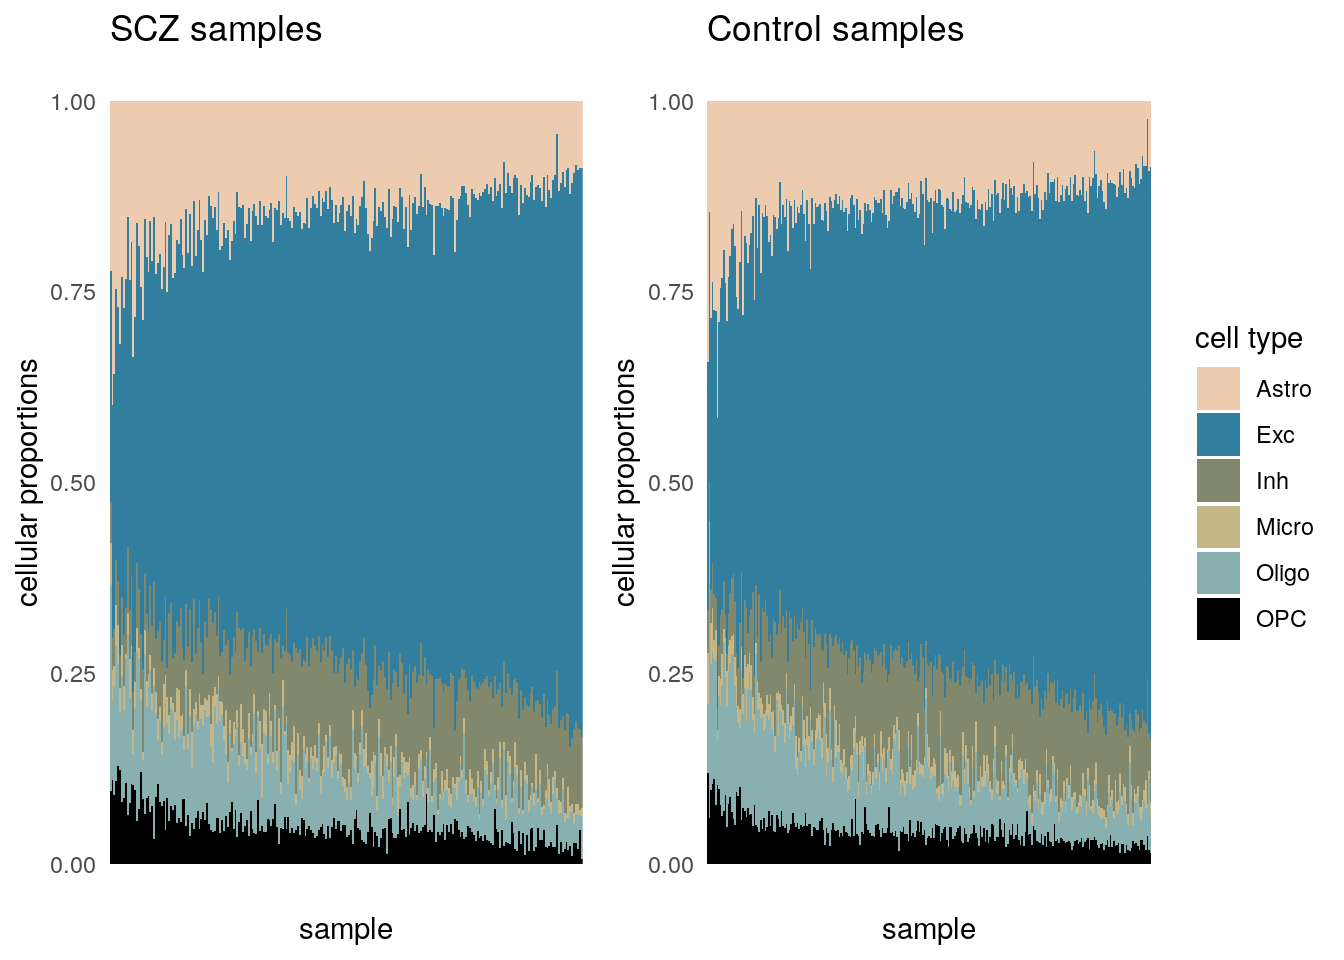 SCZ samples
Control samples
1.00
0.75
0.50
0.25
0.00
cellular proportions
sample
1.00
0.75
0.50
0.25
0.00
cellular proportions
sample
cell type
Astro
Exc
Inh
Micro
Oligo
OPC